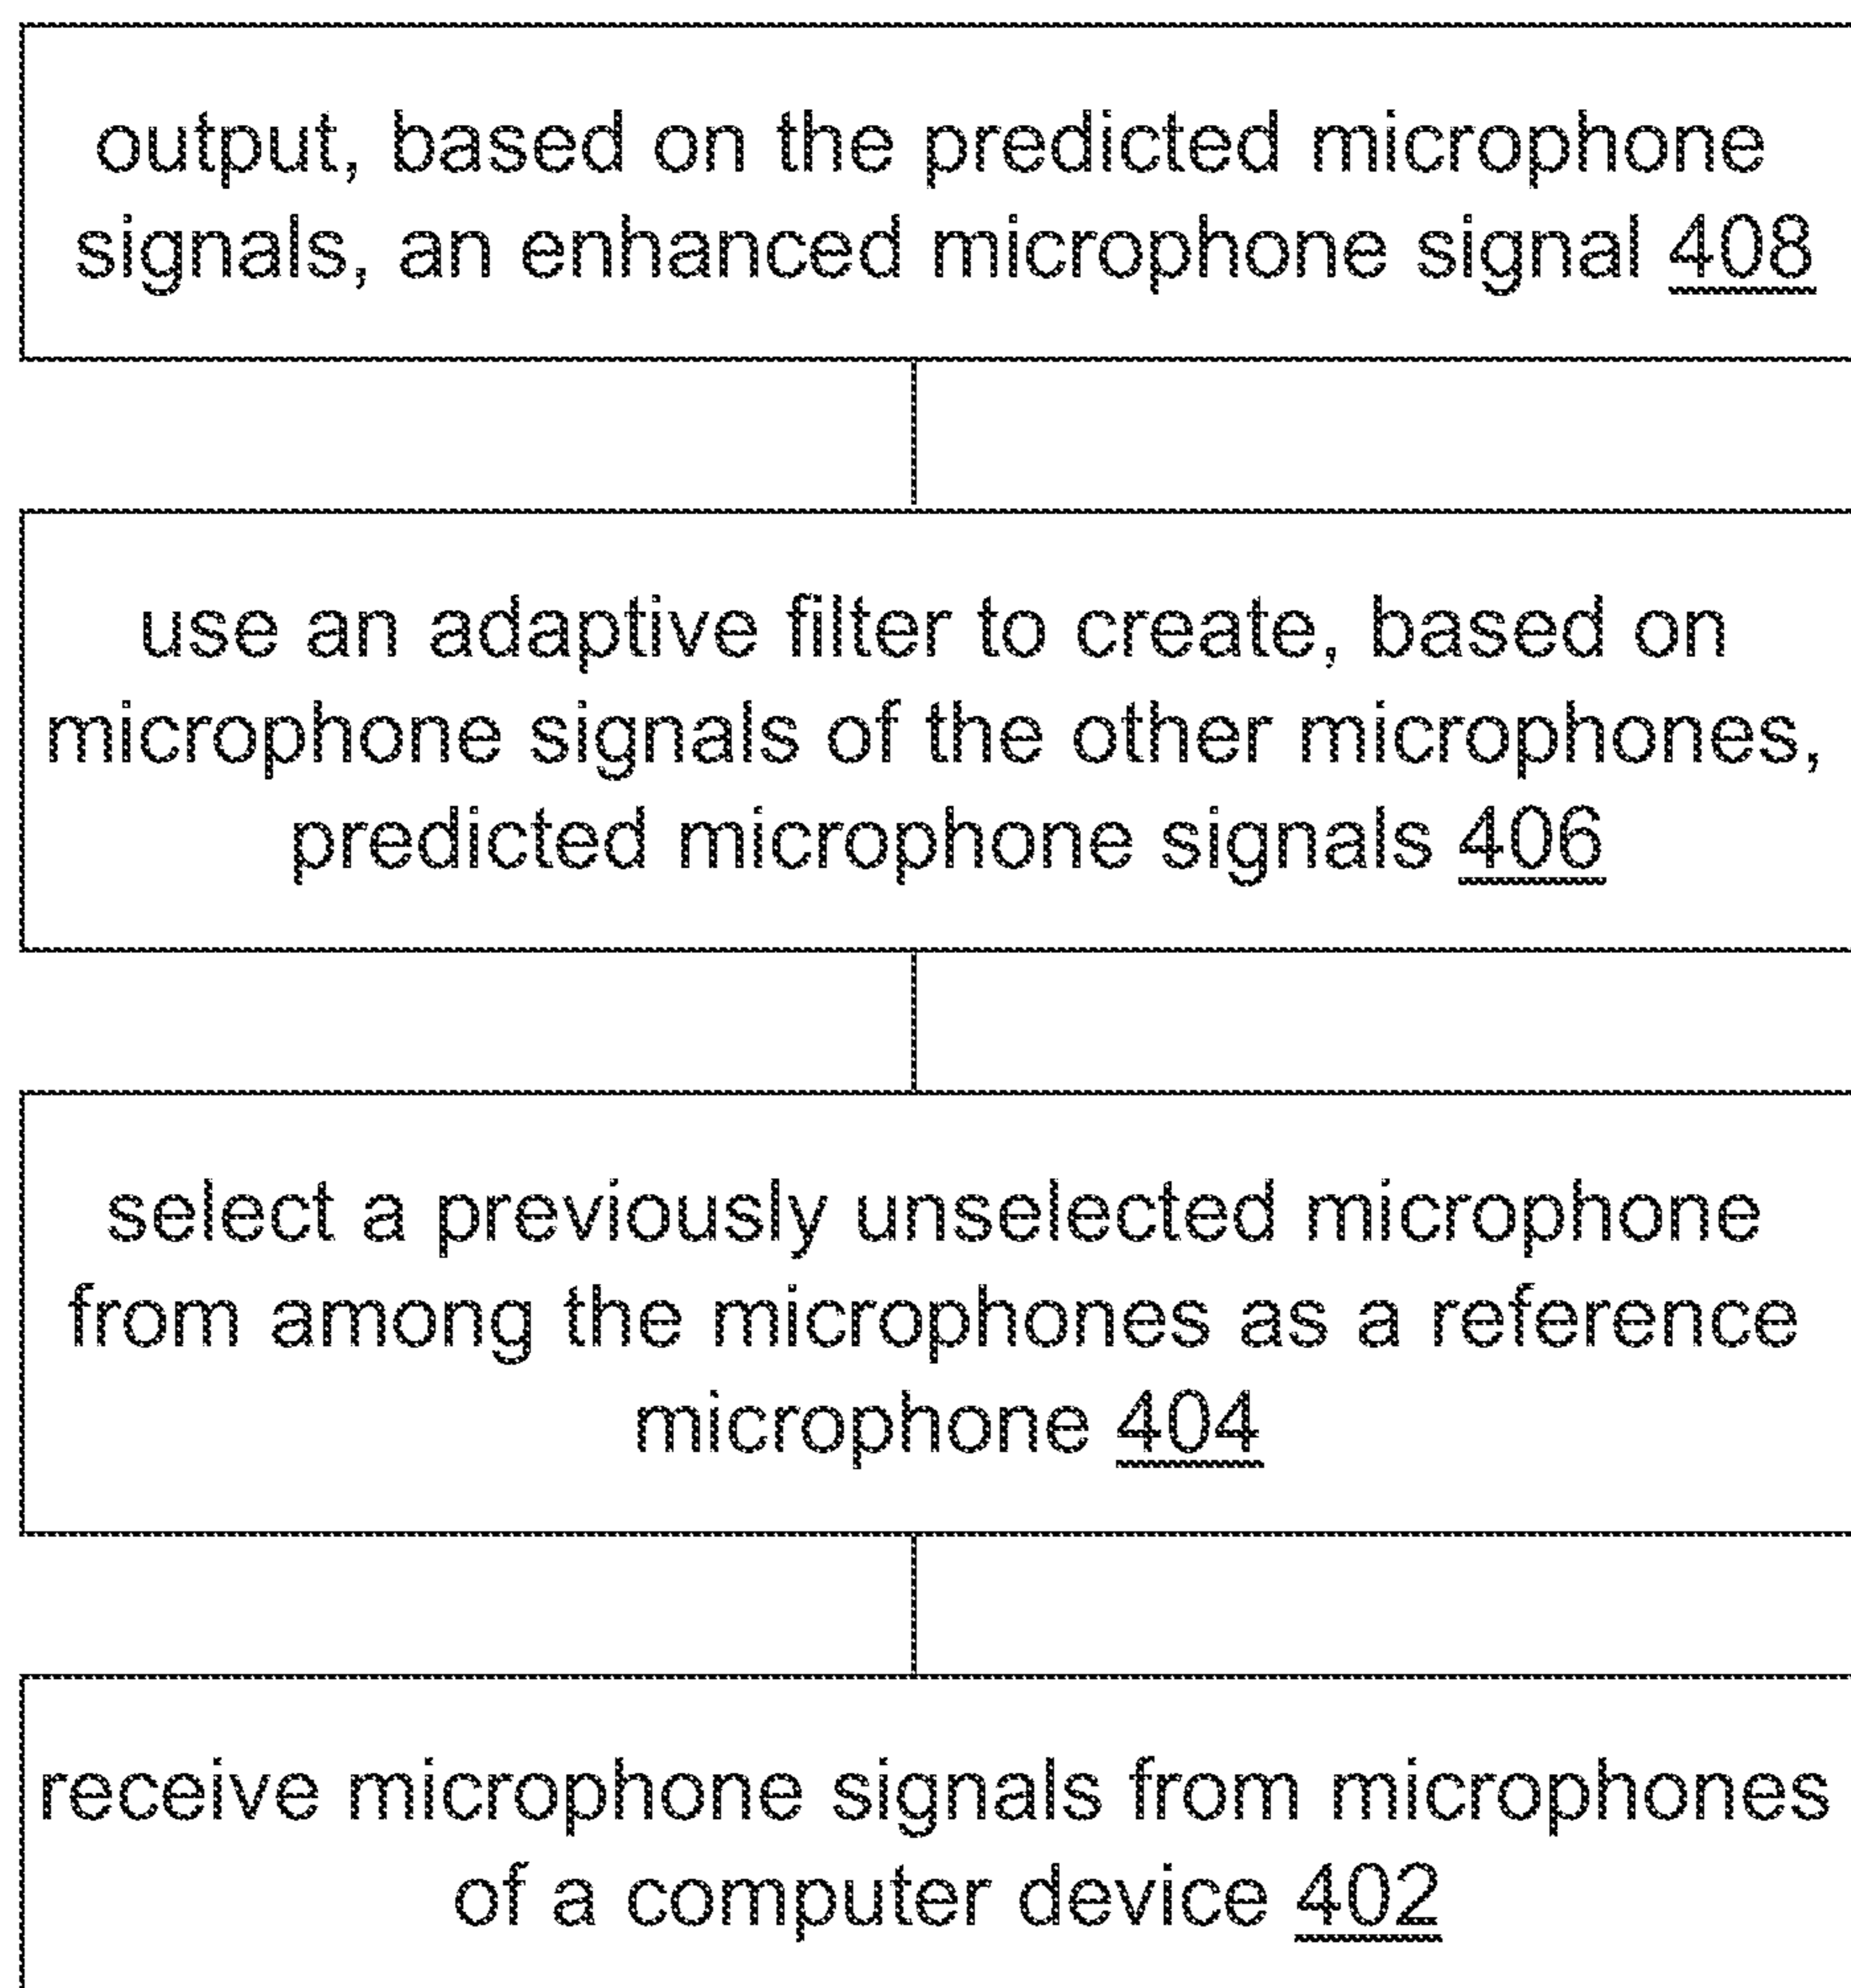 output, based on the predicted microphone
signals, an enhanced microphone signal 408
use an adaptive filter to create, based on
microphone signals of the other microphones,
predicted microphone signals 406
select a previously unselected microphone
from among the microphones as a reference
microphone 404
receive microphone signals from microphones
of a computer device 402